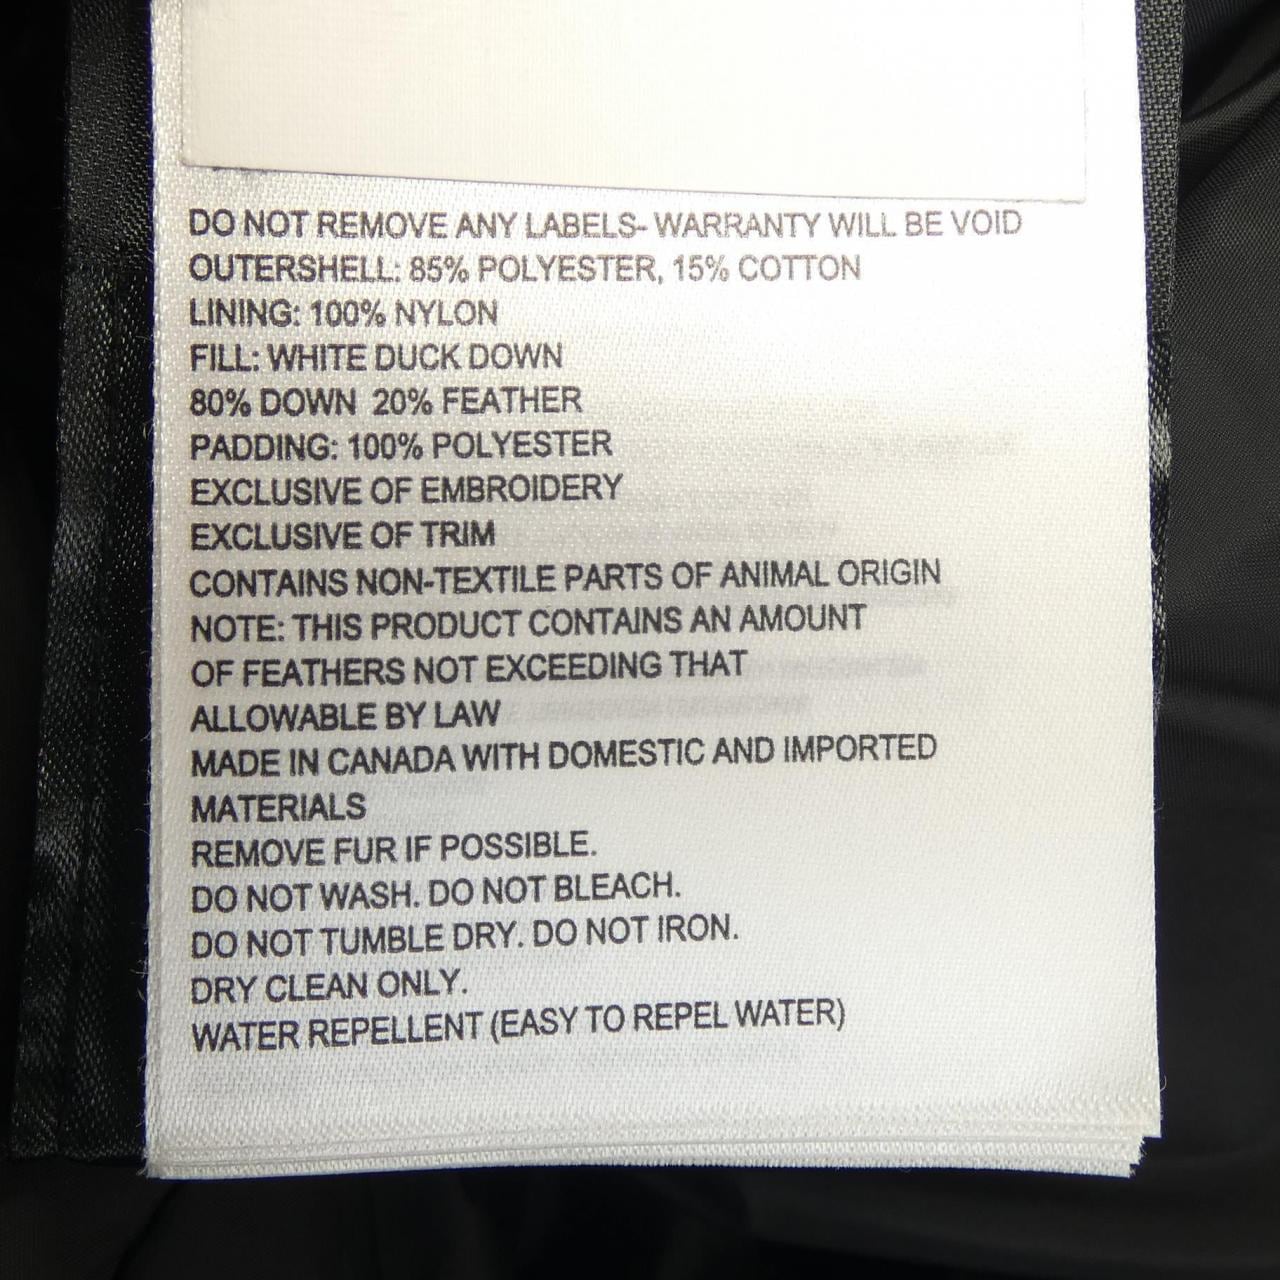 DO NOT REMOVE ANY LABELS- WARRANTY WILL BE VOID
OUTERSHELL: 85% POLYESTER, 15% COTTON
LINING: 100% NYLON
FILL: WHITE DUCK DOWN
80% DOWN 20% FEATHER
PADDING: 100% POLYESTER
EXCLUSIVE OF EMBROIDERY
EXCLUSIVE OF TRIM
CONTAINS NON-TEXTILE PARTS OF ANIMAL ORIGIN
NOTE: THIS PRODUCT CONTAINS AN AMOUNT
OF FEATHERS NOT EXCEEDING THAT
ALLOWABLE BY LAW
MADE IN CANADA WITH DOMESTIC AND IMPORTED
MATERIALS
REMOVE FUR IF POSSIBLE.
DO NOT WASH. DO NOT BLEACH.
DO NOT TUMBLE DRY. DO NOT IRON.
DRY CLEAN ONLY.
WATER REPELLENT (EASY TO REPEL WATER)